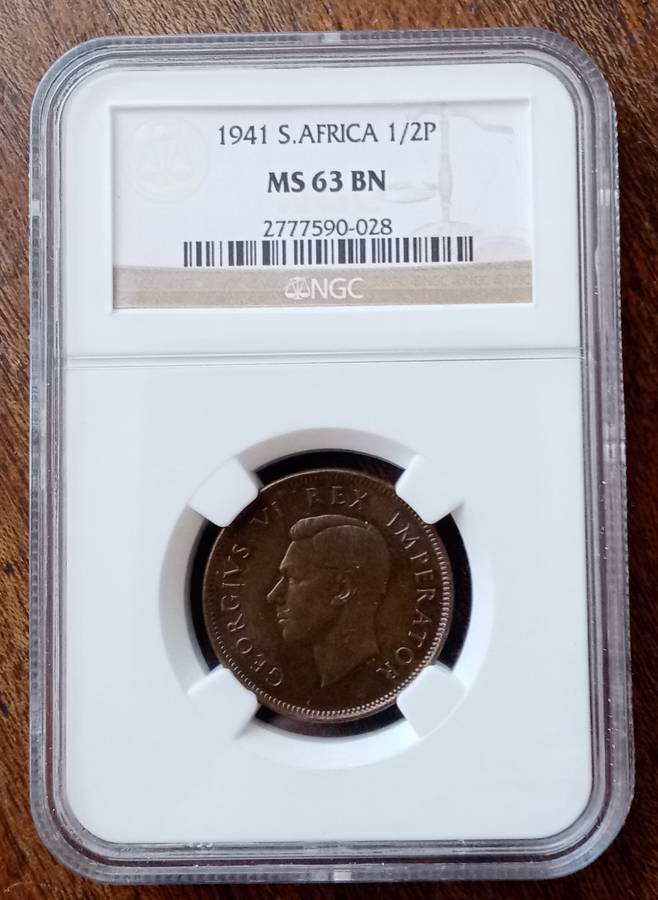 1941 S.AFRICA 1/2P
MS 63 BN
2777590-028
NGC
GEORGIVS VI REX IMPERATOR